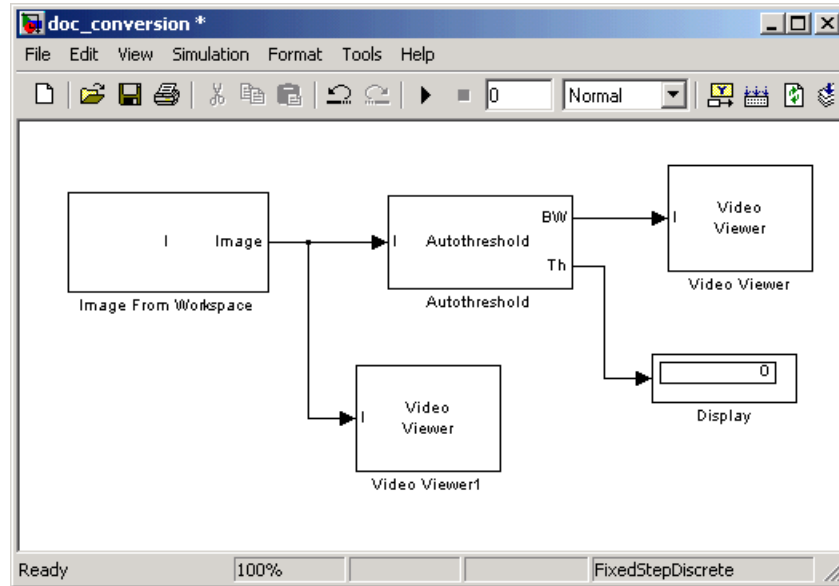 doc_conversion *
File Edit View Simulation Format Tools Help
0 Normal
I Image
Image From Workspace
I Autothreshold BW Th
Autothreshold
I Video Viewer
Video Viewer
I Video Viewer
Video Viewer1
0
Display
Ready 100% FixedStepDiscrete